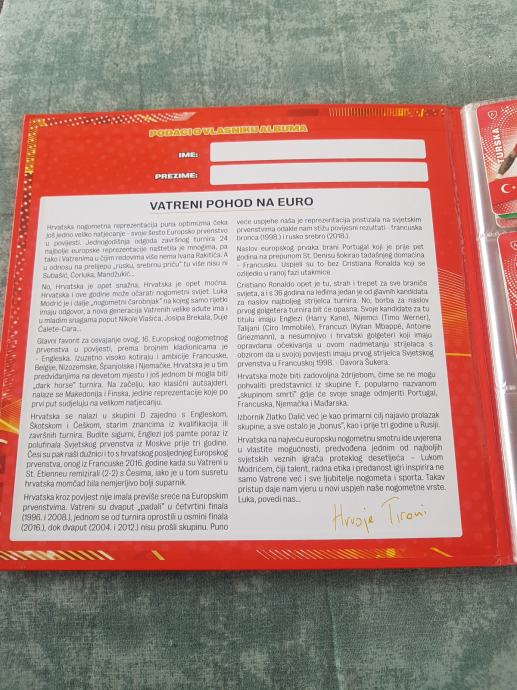 PODACI O VLASNIKU ALBUMA
IME:
PREZIME:
VATRENI POHOD NA EURO
Hrvatska nogometna reprezentacija puna optimizma čeka
još jedno veliko natjecanje - svoje šesto Europsko prvenstvo
u povijesti. Jednogodišnja odgoda završnog turnira 24
najbolje europske reprezentacije naštetila je mnogima, pa
tako i Vatrenima u čijim redovima više nema Ivana Rakitića. A
u odnosu na prelijepu „rusku, srebrnu priču" tu više nisu ni
Subašić, Ćorluka, Mandžukić...
No, Hrvatska je opet snažna, Hrvatska je opet moćna.
Hrvatska i ove godine može očarati nogometni svijet. Luka
Modrić je i dalje „nogometni čarobnjak" na kojeg samo rijetki
imaju odgovor, a nova generacija Vatrenih velike adute ima i
u mladim snagama poput Nikole Vlašića, Josipa Brekala, Duje
Ćalete-Cara...
Glavni favorit za osvajanje ovog, 16. Europskog nogometnog
prvenstva u povijesti, prema brojnim kladionicama je
- Engleska. Izuzetno visoko kotiraju i ambicije Francuske,
Belgije, Nizozemske, Španjolske i Njemačke. Hrvatska je u tim
predviđanjima na devetom mjestu i još jednom bi mogla biti
„dark horse" turnira. Na začelju, kao klasični autsajderi,
nalaze se Makedonija i Finska, jedine reprezentacije koje po
prvi put sudjeluju na velikom natjecanju.
Hrvatska se nalazi u skupini D zajedno s Engleskom,
Škotskom i Češkom, starim znancima iz kvalifikacija ili
završnih turnira. Budite sigurni, Englezi još pamte poraz iz
polufinala Svjetskog prvenstva iz Moskve prije tri godine.
Česi su pak naši dužnici i to s hrvatskog posljednjeg Europskog
prvenstva, onog iz Francuske 2016. godine kada su Vatreni u
St. Etienneu remizirali (2-2) s Česima, iako je u tom susretu
hrvatska momčad bila nemjerljivo bolji suparnik.
Hrvatska kroz povijest nije imala previše sreće na Europskim
prvenstvima. Vatreni su dvaput „padali" u četvrtini finala
(1996. i 2008.), jednom se od turnira oprostili u osmini finala
(2016.), dok dvaput (2004. i 2012.) nisu prošli skupinu. Puno
veće uspjehe naša je reprezentacija postizala na svjetskim
prvenstvima odakle nam stižu povijesni rezultati - francuska
bronca (1998.) i rusko srebro (2018.).
Naslov europskog prvaka brani Portugal koji je prije pet
godina na prepunom St. Denisu šokirao tadašnjeg domaćina
- Francusku. Uspjeli su to bez Cristiana Ronalda koji se
ozlijedio u ranoj fazi utakmice.
Cristiano Ronaldo opet je tu, strah i trepet za sve branče
svijeta, a i s 36 godina na leđima jedan je od glavnih kandidata
za naslov najboljeg strijelca turnira. No, borba za naslov
prvog golgetera turnira bit će opasna. Svoje kandidate za tu
titulu imaju Englezi (Harry Kane), Nijemci (Timo Werner),
Talijani (Ciro Immobile), Francuzi (Kylian Mbappé, Antoine
Griezmann), a nesumnjivo i hrvatski golgeteri koji imaju
opravdana očekivanja u ovom nadmetanju strijelaca s
obzirom da u svojoj povijesti imaju prvog strijelca Svjetskog
prvenstva u Francuskoj 1998. - Davora Šukera.
Hrvatska može biti zadovoljna ždrijebom, čime se ne mogu
pohvaliti predstavnici iz skupine F, popularno nazvanom
„skupinom smrti" gdje će svoje snage odmjeriti Portugal,
Francuska, Njemačka i Mađarska.
Izbornik Zlatko Dalić već je kao primarni cilj najavio prolazak
skupine, a sve ostalo je „bonus", kao i prije tri godine u Rusiji.
Hrvatska na najveću europsku nogometnu smotru ide uvjerena
u vlastite mogućnosti, predvođena jednim od najboljih
svjetskih veznih igrača proteklog desetljeća - Lukom
Modrićem, čiji talent, radna etika i predanost igri inspirira ne
samo Vatrene već i sve ljubitelje nogometa i sporta. Takav
pristup daje nam vjeru u novi uspjeh naše nogometne vrste.
Luka, povedi nas...
Hrvoje Tironi
TURSKA